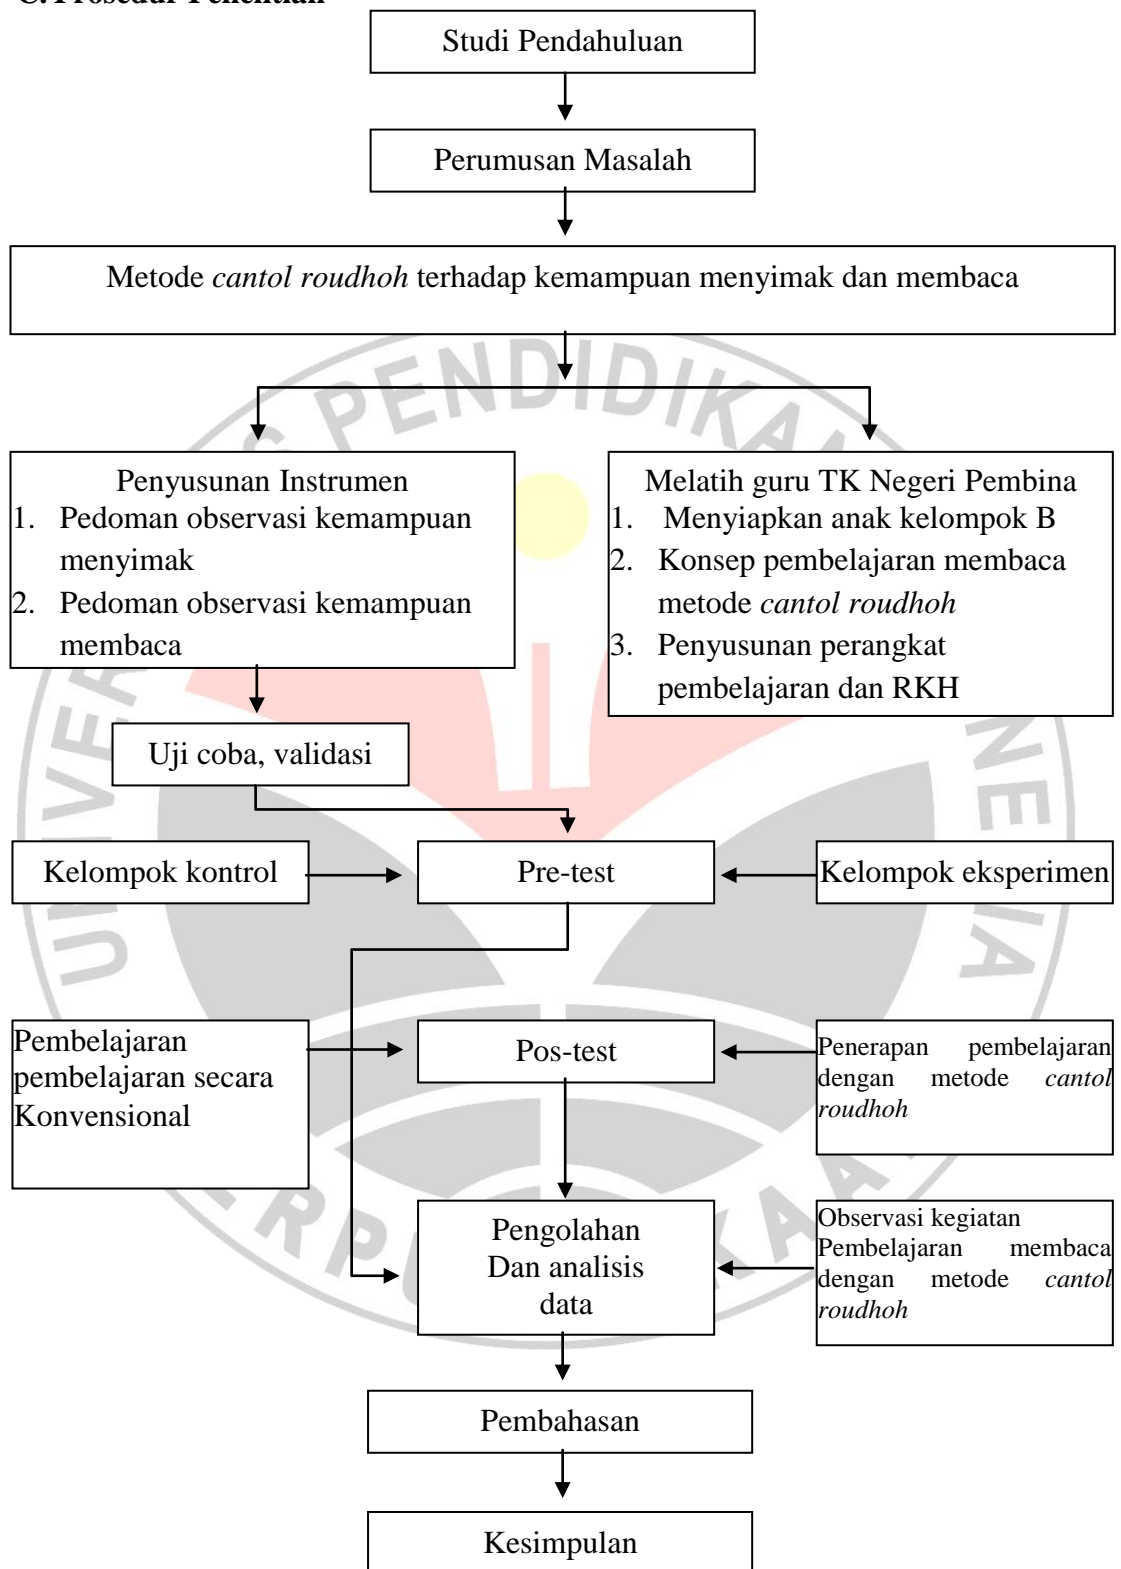 C. Prosedur Penelitian
Studi Pendahuluan
Perumusan Masalah
Metode cantol roudhoh terhadap kemampuan menyimak dan membaca
Penyusunan Instrumen
1. Pedoman observasi kemampuan
menyimak
2. Pedoman observasi kemampuan
membaca
Melatih guru TK Negeri Pembina
1. Menyiapkan anak kelompok B
2. Konsep pembelajaran membaca
metode cantol roudhoh
3. Penyusunan perangkat
pembelajaran dan RKH
Uji coba, validasi
Kelompok kontrol
Pre-test
Kelompok eksperimen
Pembelajaran
pembelajaran secara
Konvensional
Pos-test
Penerapan pembelajaran
dengan metode cantol
roudhoh
Pengolahan
Dan analisis
data
Observasi kegiatan
Pembelajaran membaca
dengan metode cantol
roudhoh
Pembahasan
Kesimpulan